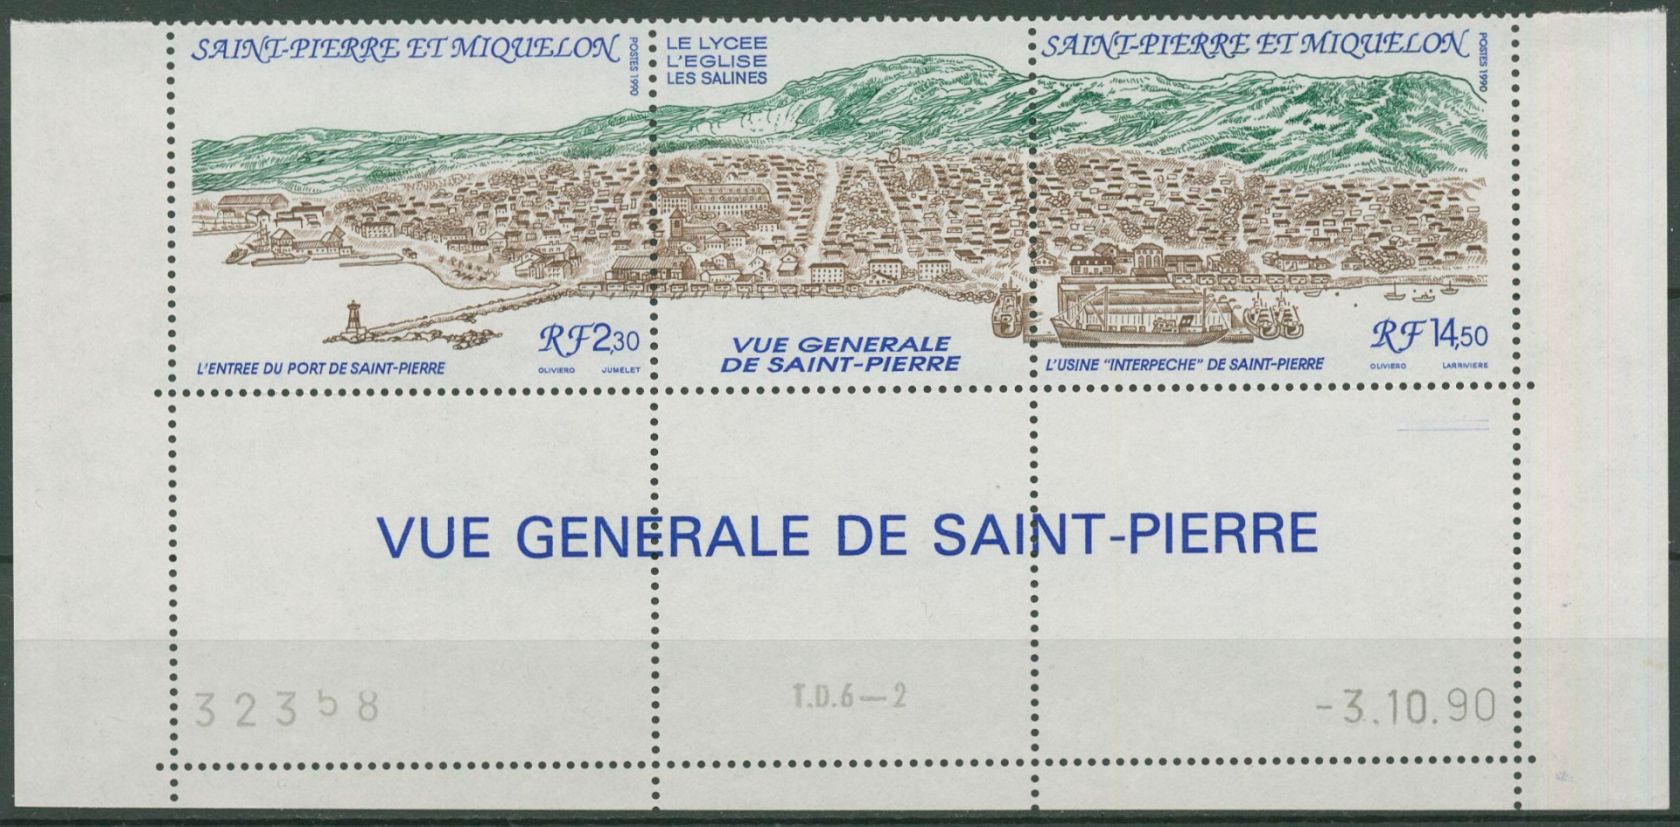 SAINT-PIERRE ET MIQUELON
POSTES 1990
LE LYCEE
L'EGLISE
LES SALINES
SAINT-PIERRE ET MIQUELON
POSTES 1990
RF 2,30
L'ENTREE DU PORT DE SAINT-PIERRE
OLIVIERO JUMELET
VUE GENERALE
DE SAINT-PIERRE
RF 14,50
L'USINE "INTERPECHE" DE SAINT-PIERRE
OLIVIERO LARRIVIERE
VUE GENERALE DE SAINT-PIERRE
32358
T.D.6-2
-3.10.90